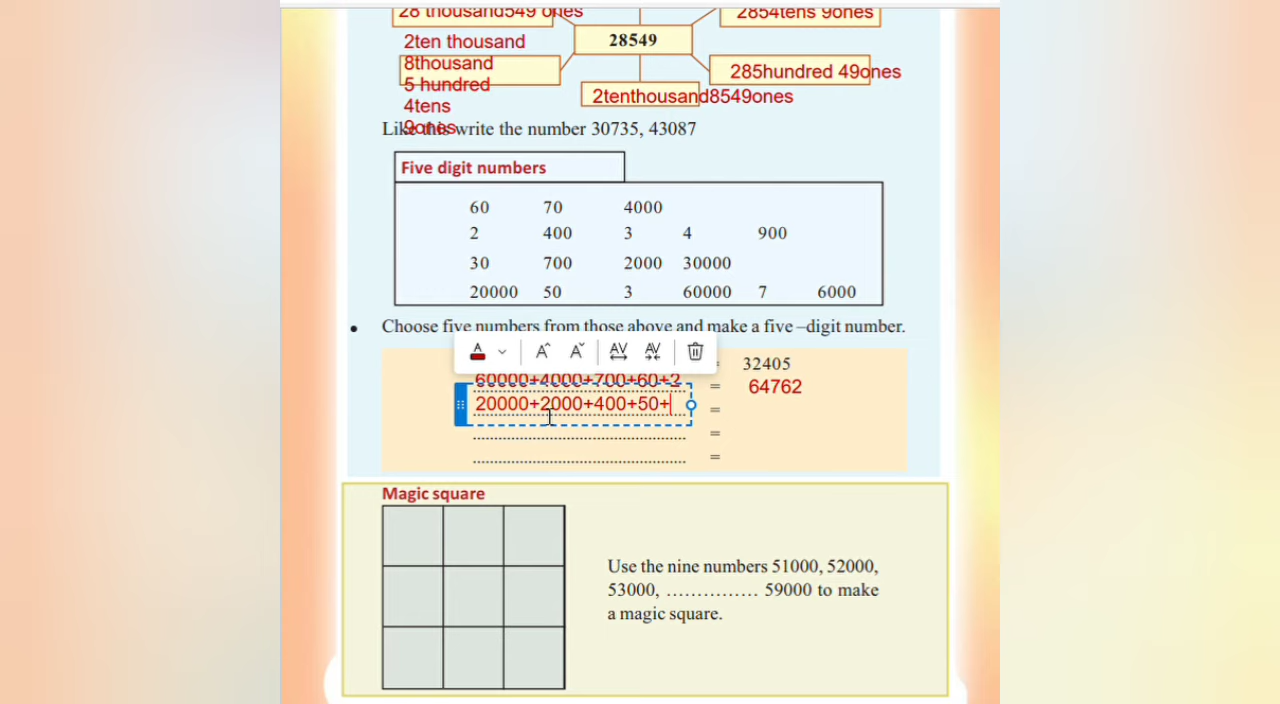 28 thousand549 ones
2854tens 9ones
28549
2ten thousand
8thousand
5 hundred
4tens
9ones
285hundred 49ones
2tenthousand8549ones
Like this write the number 30735, 43087
Five digit numbers
60 70 4000
2 400 3 4 900
30 700 2000 30000
20000 50 3 60000 7 6000
• Choose five numbers from those above and make a five –digit number.
= 32405
60000+4000+700+60+2 = 64762
20000+2000+400+50+ =
.................................................... =
.................................................... =
Magic square
Use the nine numbers 51000, 52000,
53000, ............... 59000 to make
a magic square.